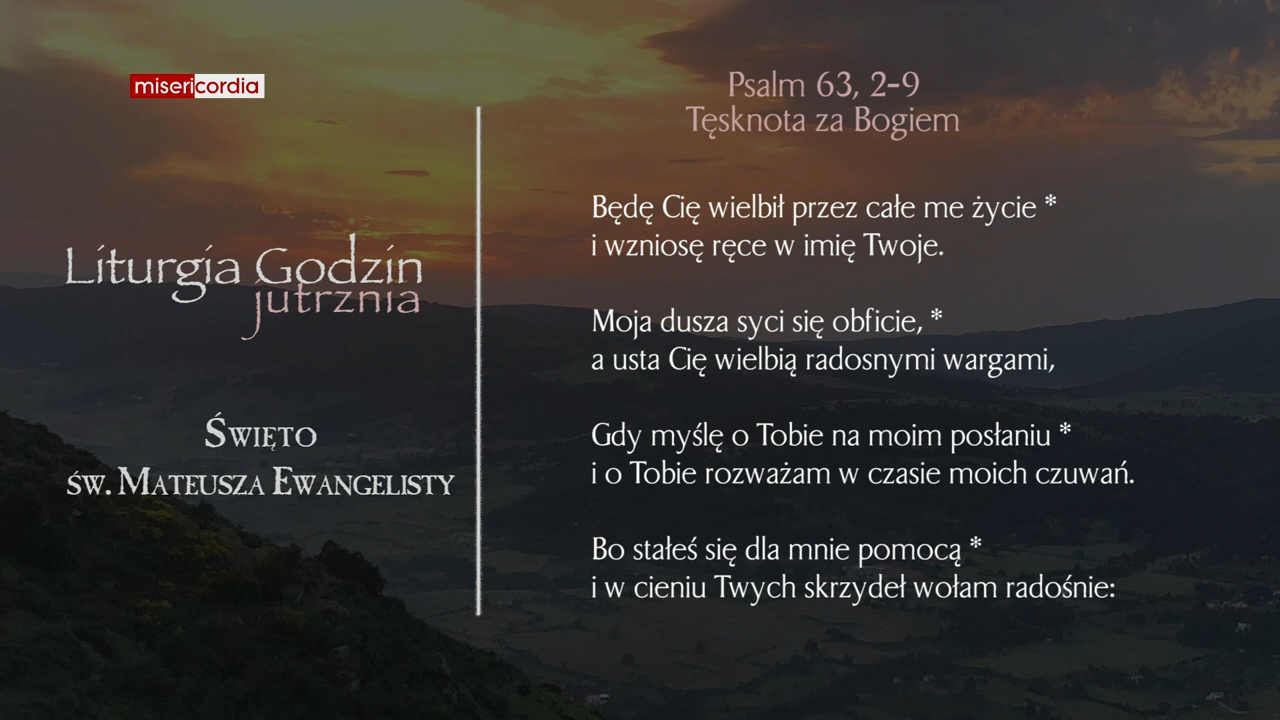 misericordia
Liturgia Godzin
jutrznia
Święto
św. Mateusza Ewangelisty
Psalm 63, 2-9
Tęsknota za Bogiem
Będę Cię wielbił przez całe me życie *
i wzniosę ręce w imię Twoje.
Moja dusza syci się obficie, *
a usta Cię wielbią radosnymi wargami,
Gdy myślę o Tobie na moim posłaniu *
i o Tobie rozważam w czasie moich czuwań.
Bo stałeś się dla mnie pomocą *
i w cieniu Twych skrzydeł wołam radośnie: